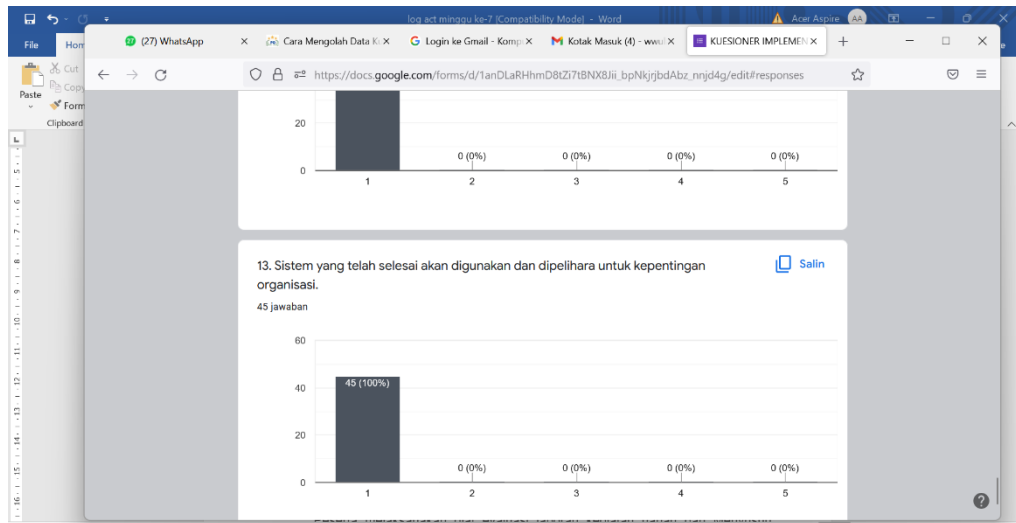 log act minggu ke-7 [Compatibility Mode] - Word
Acer Aspire
AA
File
Hom
Cut
Copy
Form
Paste
Clipboard
(27) WhatsApp
Cara Mengolah Data K
Login ke Gmail - Komp
Kotak Masuk (4) - wwul
KUESIONER IMPLEMEN
https://docs.google.com/forms/d/1anDLaRHhmD8tZi7tBNX8Jii_bpNkjrjbdAbz_nnjd4g/edit#responses
20
0
0 (0%) 0 (0%) 0 (0%) 0 (0%)
1 2 3 4 5
13. Sistem yang telah selesai akan digunakan dan dipelihara untuk kepentingan
organisasi.
Salin
45 jawaban
60
40
20
0
45 (100%) 0 (0%) 0 (0%) 0 (0%) 0 (0%)
1 2 3 4 5